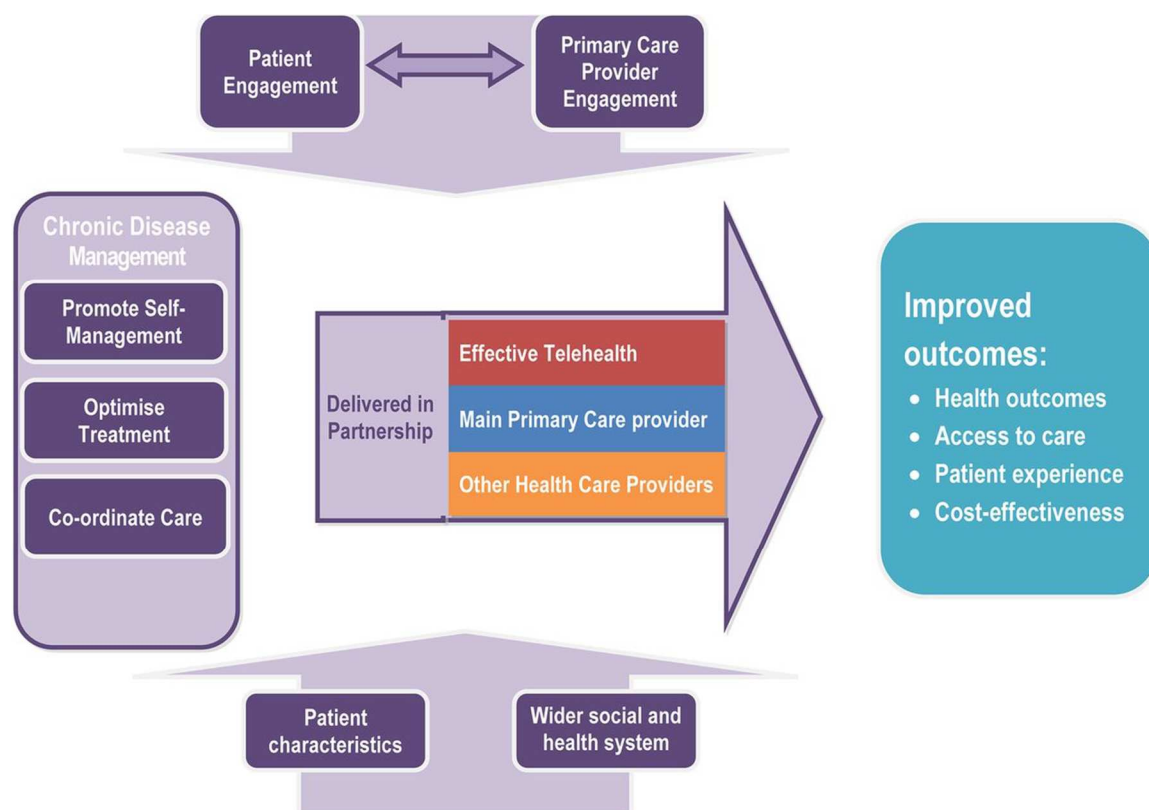 Patient
Engagement
Primary Care
Provider
Engagement
Chronic Disease
Management
Promote Self-
Management
Optimise
Treatment
Co-ordinate Care
Delivered in
Partnership
Effective Telehealth
Main Primary Care provider
Other Health Care Providers
Improved
outcomes:
• Health outcomes
• Access to care
• Patient experience
• Cost-effectiveness
Patient
characteristics
Wider social and
health system